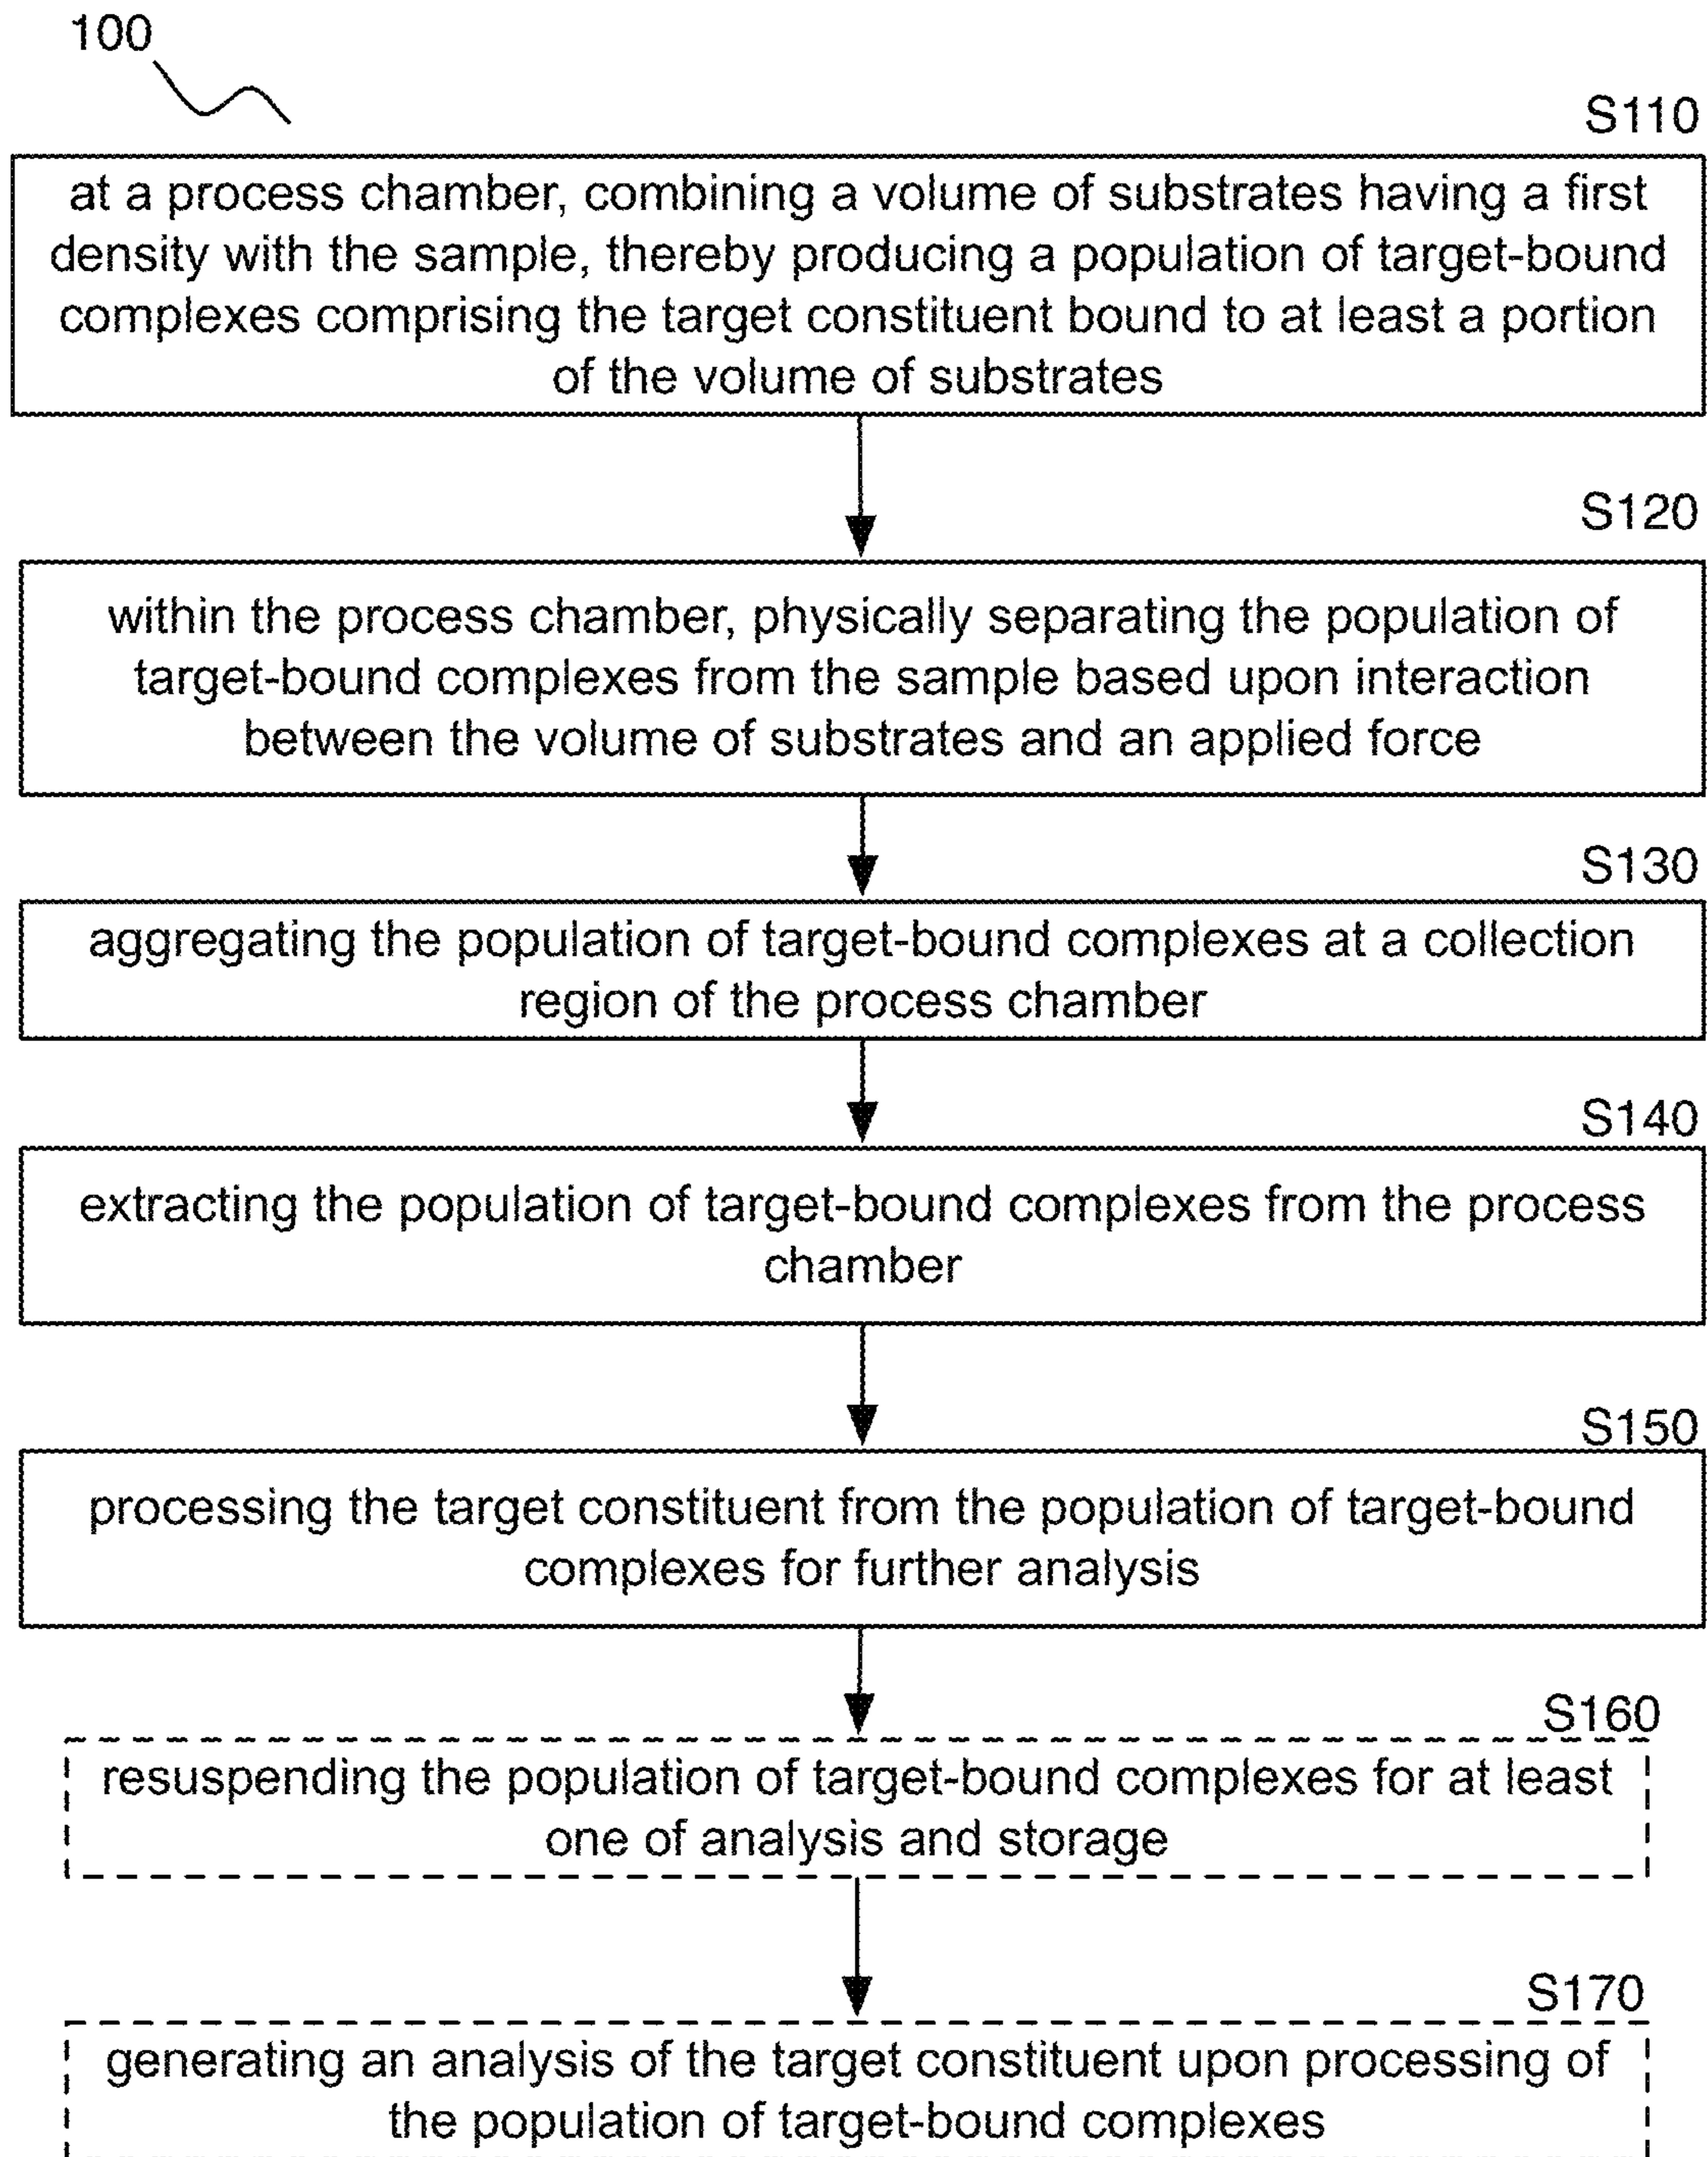 100
S110
at a process chamber, combining a volume of substrates having a first
density with the sample, thereby producing a population of target-bound
complexes comprising the target constituent bound to at least a portion
of the volume of substrates
S120
within the process chamber, physically separating the population of
target-bound complexes from the sample based upon interaction
between the volume of substrates and an applied force
S130
aggregating the population of target-bound complexes at a collection
region of the process chamber
S140
extracting the population of target-bound complexes from the process
chamber
S150
processing the target constituent from the population of target-bound
complexes for further analysis
S160
resuspending the population of target-bound complexes for at least
one of analysis and storage
S170
generating an analysis of the target constituent upon processing of
the population of target-bound complexes